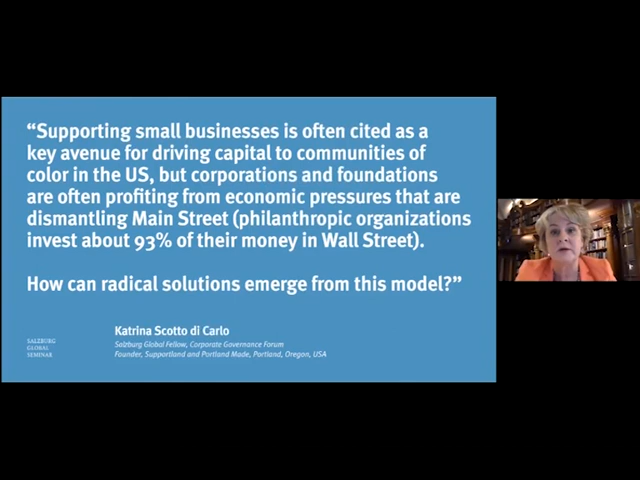 “Supporting small businesses is often cited as a
key avenue for driving capital to communities of
color in the US, but corporations and foundations
are often profiting from economic pressures that are
dismantling Main Street (philanthropic organizations
invest about 93% of their money in Wall Street).
How can radical solutions emerge from this model?”
Katrina Scotto di Carlo
Salzburg Global Fellow, Corporate Governance Forum
Founder, Supportland and Portland Made, Portland, Oregon, USA
SALZBURG
GLOBAL
SEMINAR